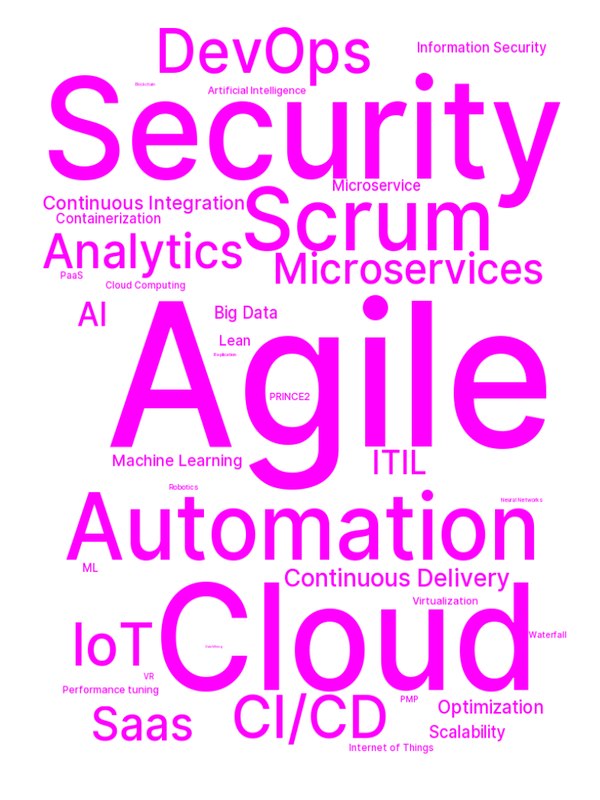 DevOps
Information Security
Blockchain
Artificial Intelligence
Security
Microservice
Continuous Integration
Scrum
Containerization
Analytics
Microservices
PaaS
Cloud Computing
AI
Big Data
Agile
Lean
PRINCE2
Machine Learning
ITIL
Robotics
Automation
Neural Networks
ML
Continuous Delivery
Cloud
Virtualization
IoT
Waterfall
VR
Performance tuning
Saas
CI/CD
PMP
Optimization
Scalability
Internet of Things